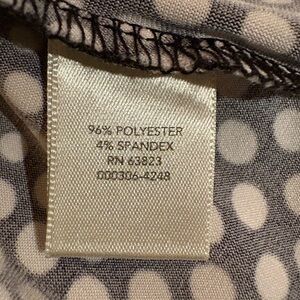 96% POLYESTER
4% SPANDEX
RN 63823
000306-4248